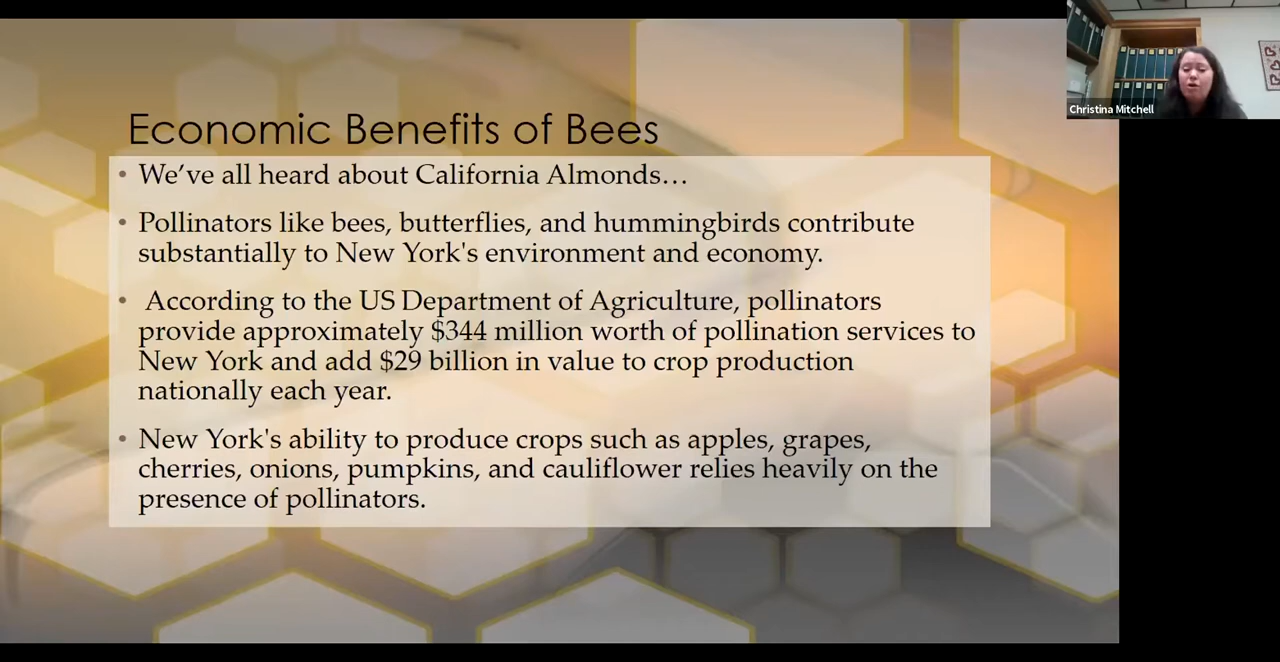 Economic Benefits of Bees
• We've all heard about California Almonds…
• Pollinators like bees, butterflies, and hummingbirds contribute
substantially to New York's environment and economy.
• According to the US Department of Agriculture, pollinators
provide approximately $344 million worth of pollination services to
New York and add $29 billion in value to crop production
nationally each year.
• New York's ability to produce crops such as apples, grapes,
cherries, onions, pumpkins, and cauliflower relies heavily on the
presence of pollinators.
Christina Mitchell